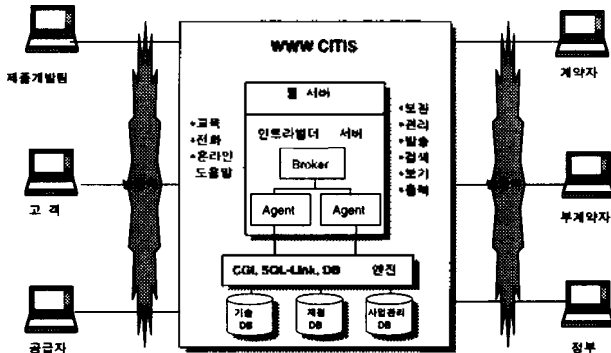 WWW CITIS
제품개발팀
고 객
공급자
*교육
*전화
*온라인
도움말
웹 서버
인트라빌더 서버
Broker
Agent
Agent
*보관
*관리
*발송
*검색
*보기
*출력
CGI, SQL-Link, DB 엔진
기술
DB
제품
DB
사업관리
DB
계약자
부계약자
정부